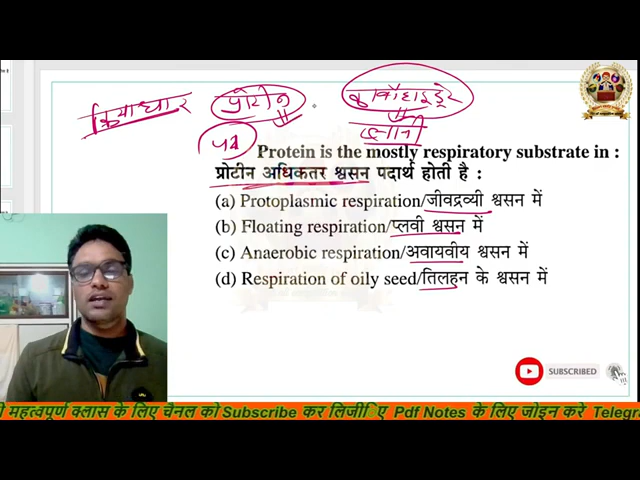 क्रियाधार प्रोटीन कार्बोहाइड्रेट
Protein is the mostly respiratory substrate in :
प्रोटीन अधिकतर श्वसन पदार्थ होती हे :
(a) Protoplasmic respiration/जीवद्रव्यी श्वसन में
(b) Floating respiration/प्लवी श्वसन में
(c) Anaerobic respiration/अवायवीय श्वसन में
(d) Respiration of oily seed/तिलहन के श्वसन में
SUBSCRIBE
महत्वपूर्ण क्लास के लिए चैनल को Subscribe कर लिजीिए Pdf Notes के लिए जोइन करे Telegra